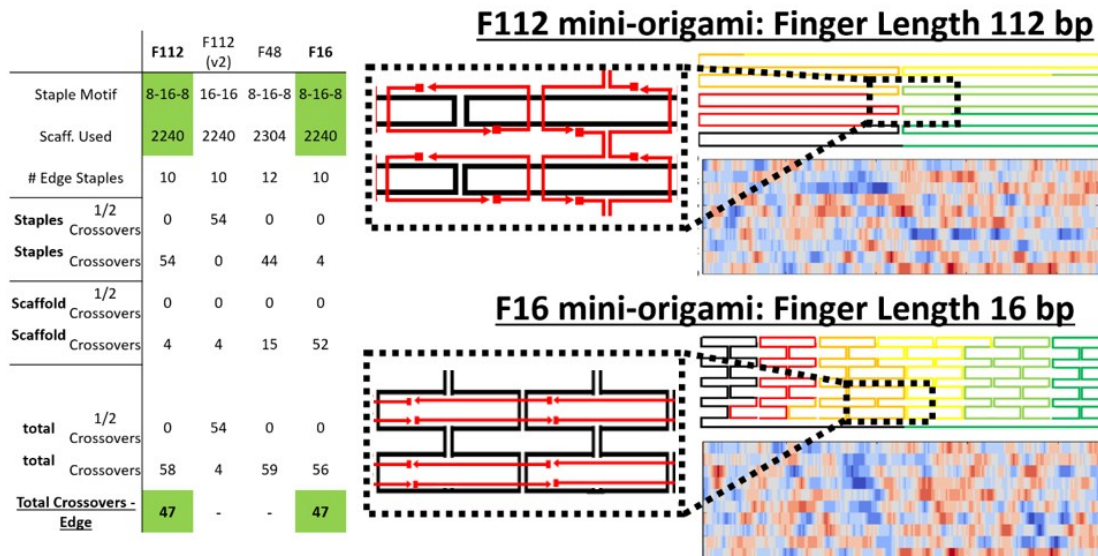 F112 mini-origami: Finger Length 112 bp
F112 F112 (v2) F48 F16
Staple Motif 8-16-8 16-16 8-16-8 8-16-8
Scaff. Used 2240 2240 2304 2240
# Edge Staples 10 10 12 10
Staples 1/2 Crossovers 0 54 0 0
Staples Crossovers 54 0 44 4
Scaffold 1/2 Crossovers 0 0 0 0
Scaffold Crossovers 4 4 15 52
total 1/2 Crossovers 0 54 0 0
total Crossovers 58 4 59 56
Total Crossovers - Edge 47 - - 47
F16 mini-origami: Finger Length 16 bp